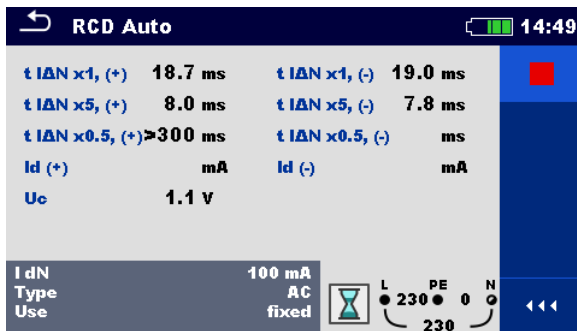 RCD Auto 14:49
t IΔN x1, (+) 18.7 ms t IΔN x1, (-) 19.0 ms
t IΔN x5, (+) 8.0 ms t IΔN x5, (-) 7.8 ms
t IΔN x0.5, (+) >300 ms t IΔN x0.5, (-) ms
Id (+) mA Id (-) mA
Uc 1.1 V
I dN 100 mA
Type AC
Use fixed
L PE N
230 0
230